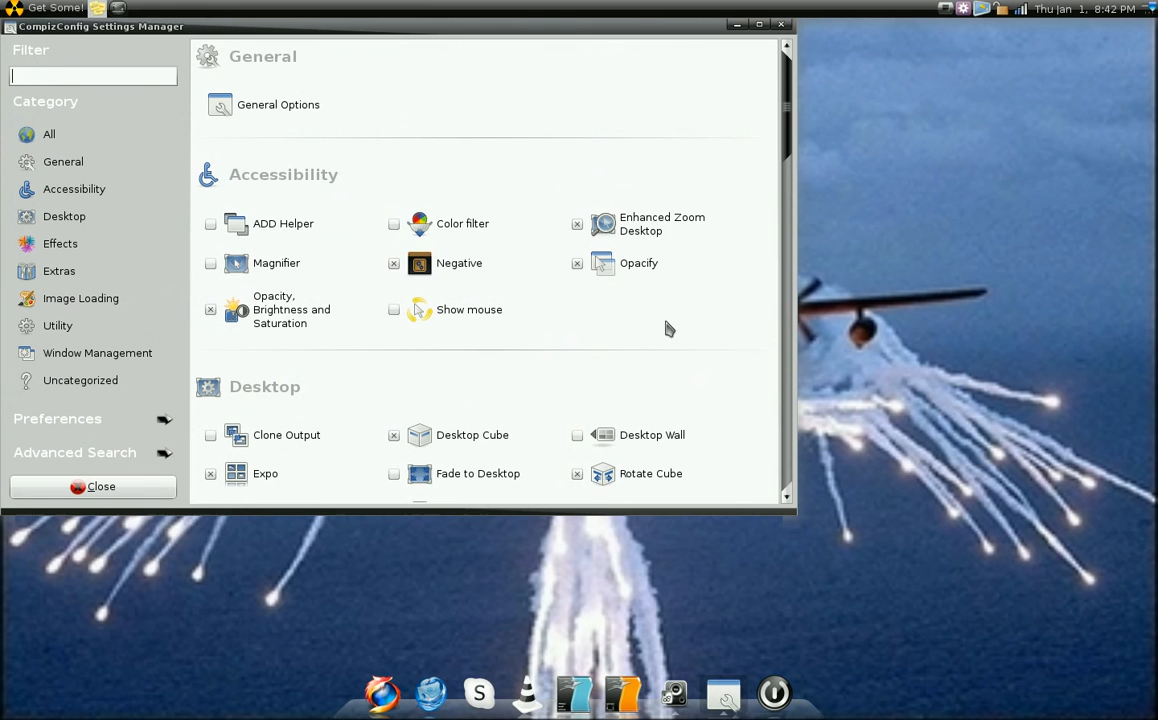 Get Some!
Thu Jan 1, 8:42 PM
CompizConfig Settings Manager
Filter
Category
All
General
Accessibility
Desktop
Effects
Extras
Image Loading
Utility
Window Management
Uncategorized
Preferences
Advanced Search
Close
General
General Options
Accessibility
ADD Helper
Color filter
Enhanced Zoom
Desktop
Magnifier
Negative
Opacify
Opacity,
Brightness and
Saturation
Show mouse
Desktop
Clone Output
Desktop Cube
Desktop Wall
Expo
Fade to Desktop
Rotate Cube
S